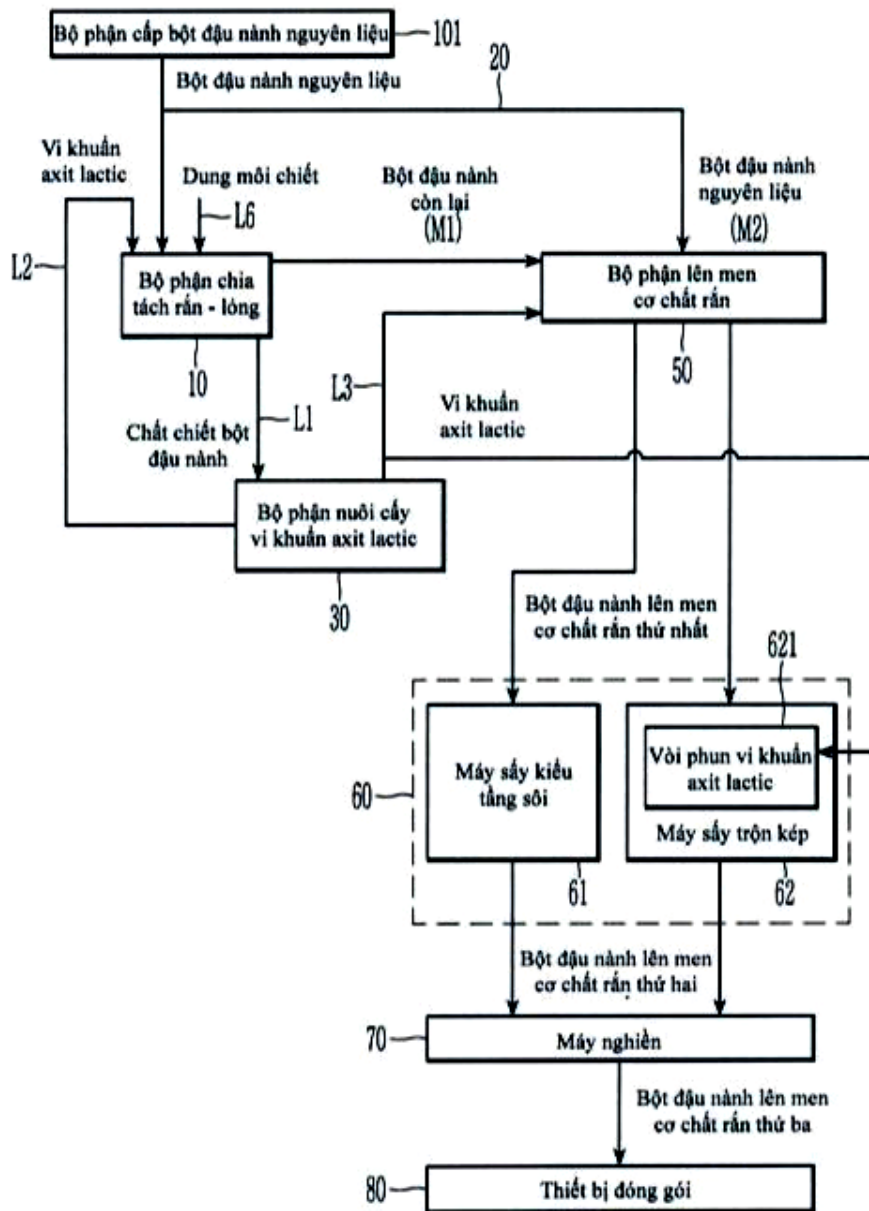 Bộ phận cấp bột đậu nành nguyên liệu
101
Bột đậu nành nguyên liệu
20
Vi khuẩn
axit lactic
Dung môi chiết
L6
Bột đậu nành
còn lại
(M1)
Bột đậu nành
nguyên liệu
(M2)
L2
Bộ phận chia
tách rắn - lỏng
10
Bộ phận lên men
cơ chất rắn
50
L1
L3
Chất chiết bột
đậu nành
Vi khuẩn
axit lactic
Bộ phận nuôi cấy
vi khuẩn axit lactic
30
Bột đậu nành lên men
cơ chất rắn thứ nhất
621
60
Máy sấy kiểu
tầng sôi
61
Vòi phun vi khuẩn
axit lactic
Máy sấy trộn kép
62
Bột đậu nành lên men
cơ chất rắn thứ hai
70
Máy nghiền
Bột đậu nành lên men
cơ chất rắn thứ ba
80
Thiết bị đóng gói